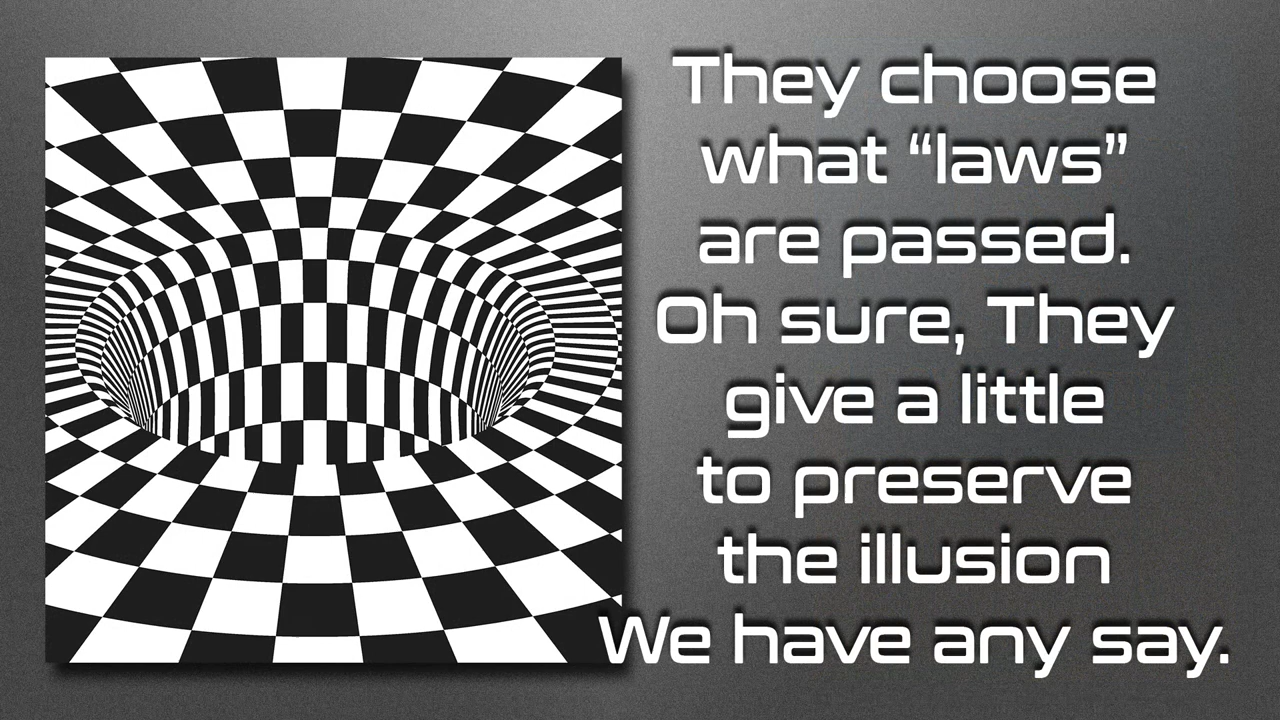 They choose
what “laws”
are passed.
Oh sure, They
give a little
to preserve
the illusion
We have any say.